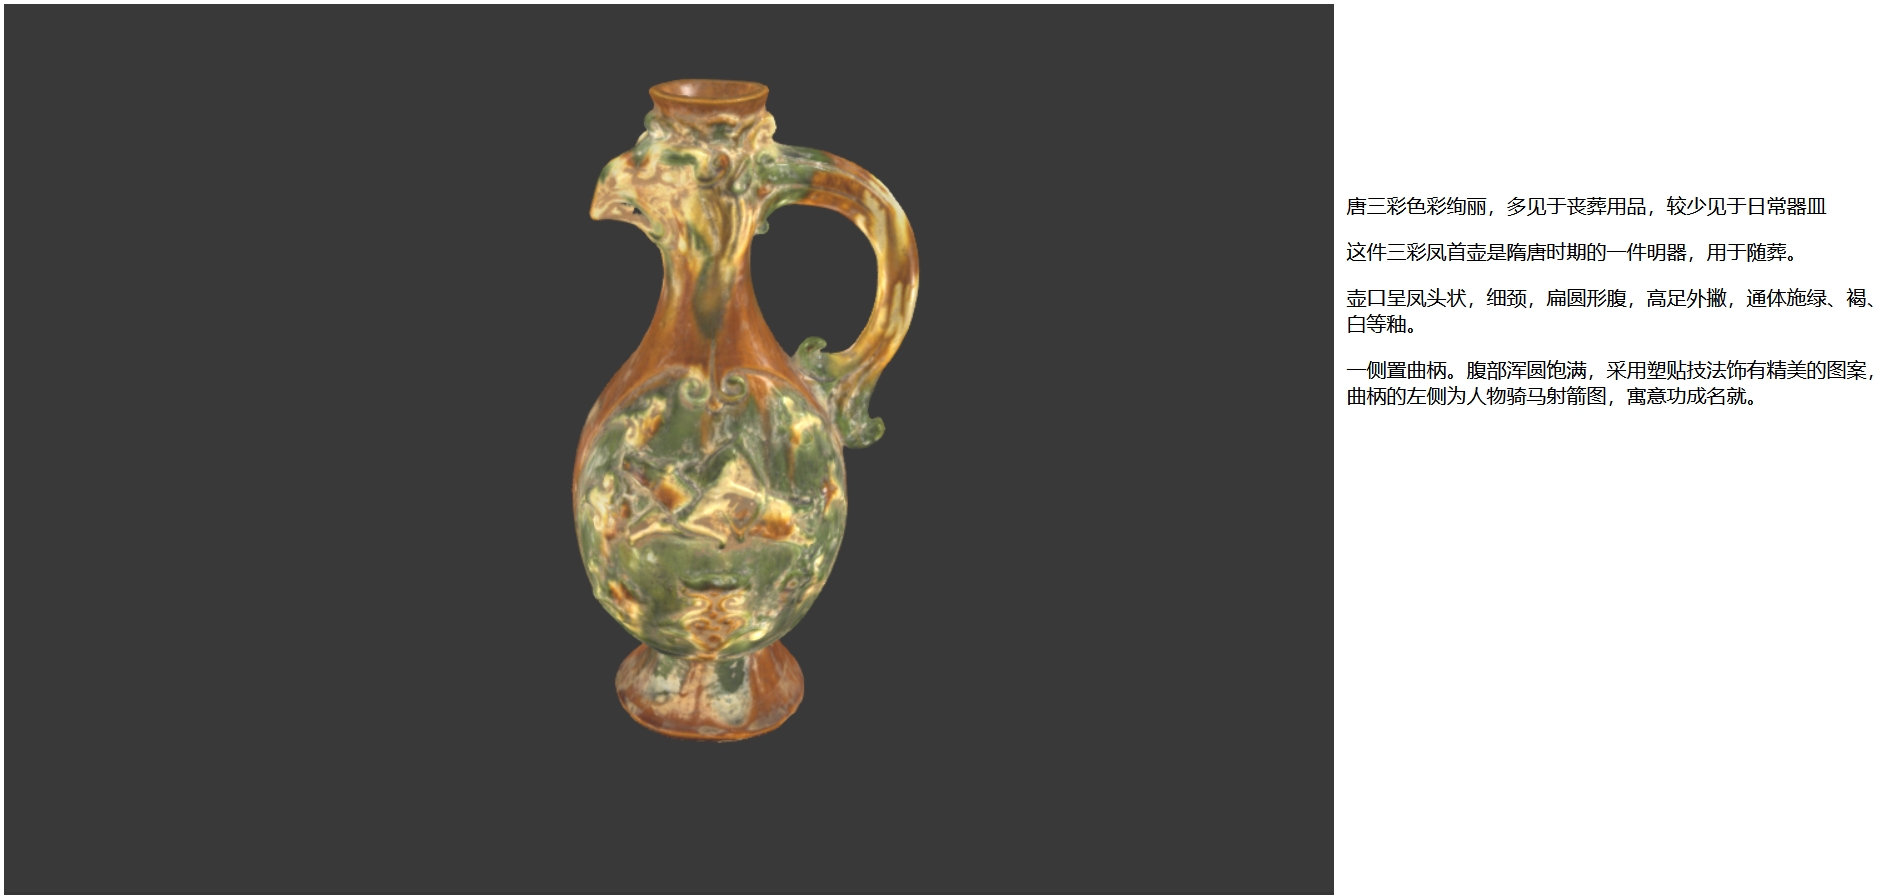 唐三彩色彩绚丽，多见于丧葬用品，较少见于日常器皿
这件三彩凤首壶是隋唐时期的一件明器，用于随葬。
壶口呈凤头状，细颈，扁圆形腹，高足外撇，通体施绿、褐、
白等釉。
一侧置曲柄。腹部浑圆饱满，采用塑贴技法饰有精美的图案，
曲柄的左侧为人物骑马射箭图，寓意功成名就。